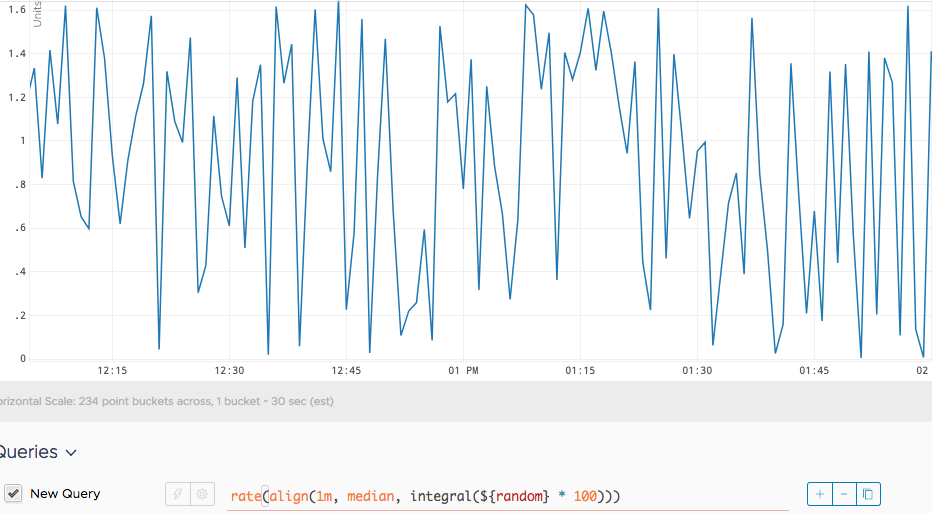 Units
1.6
1.4
1.2
1
.8
.6
.4
.2
0
12:15 12:30 12:45 01 PM 01:15 01:30 01:45 02
orizontal Scale: 234 point buckets across, 1 bucket ~ 30 sec (est)
Queries
New Query rate(align(1m, median, integral(${random} * 100))) + -